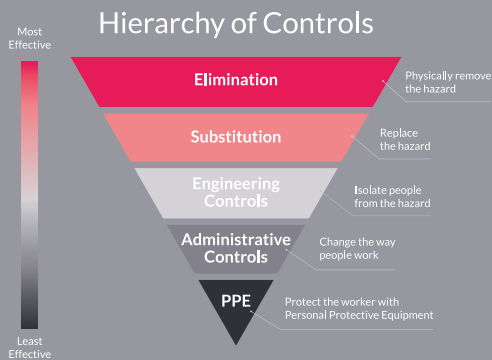 Hierarchy of Controls
Most
Effective
Elimination
Physically remove
the hazard
Substitution
Replace
the hazard
Engineering
Controls
Isolate people
from the hazard
Administrative
Controls
Change the way
people work
PPE
Protect the worker with
Personal Protective Equipment
Least
Effective